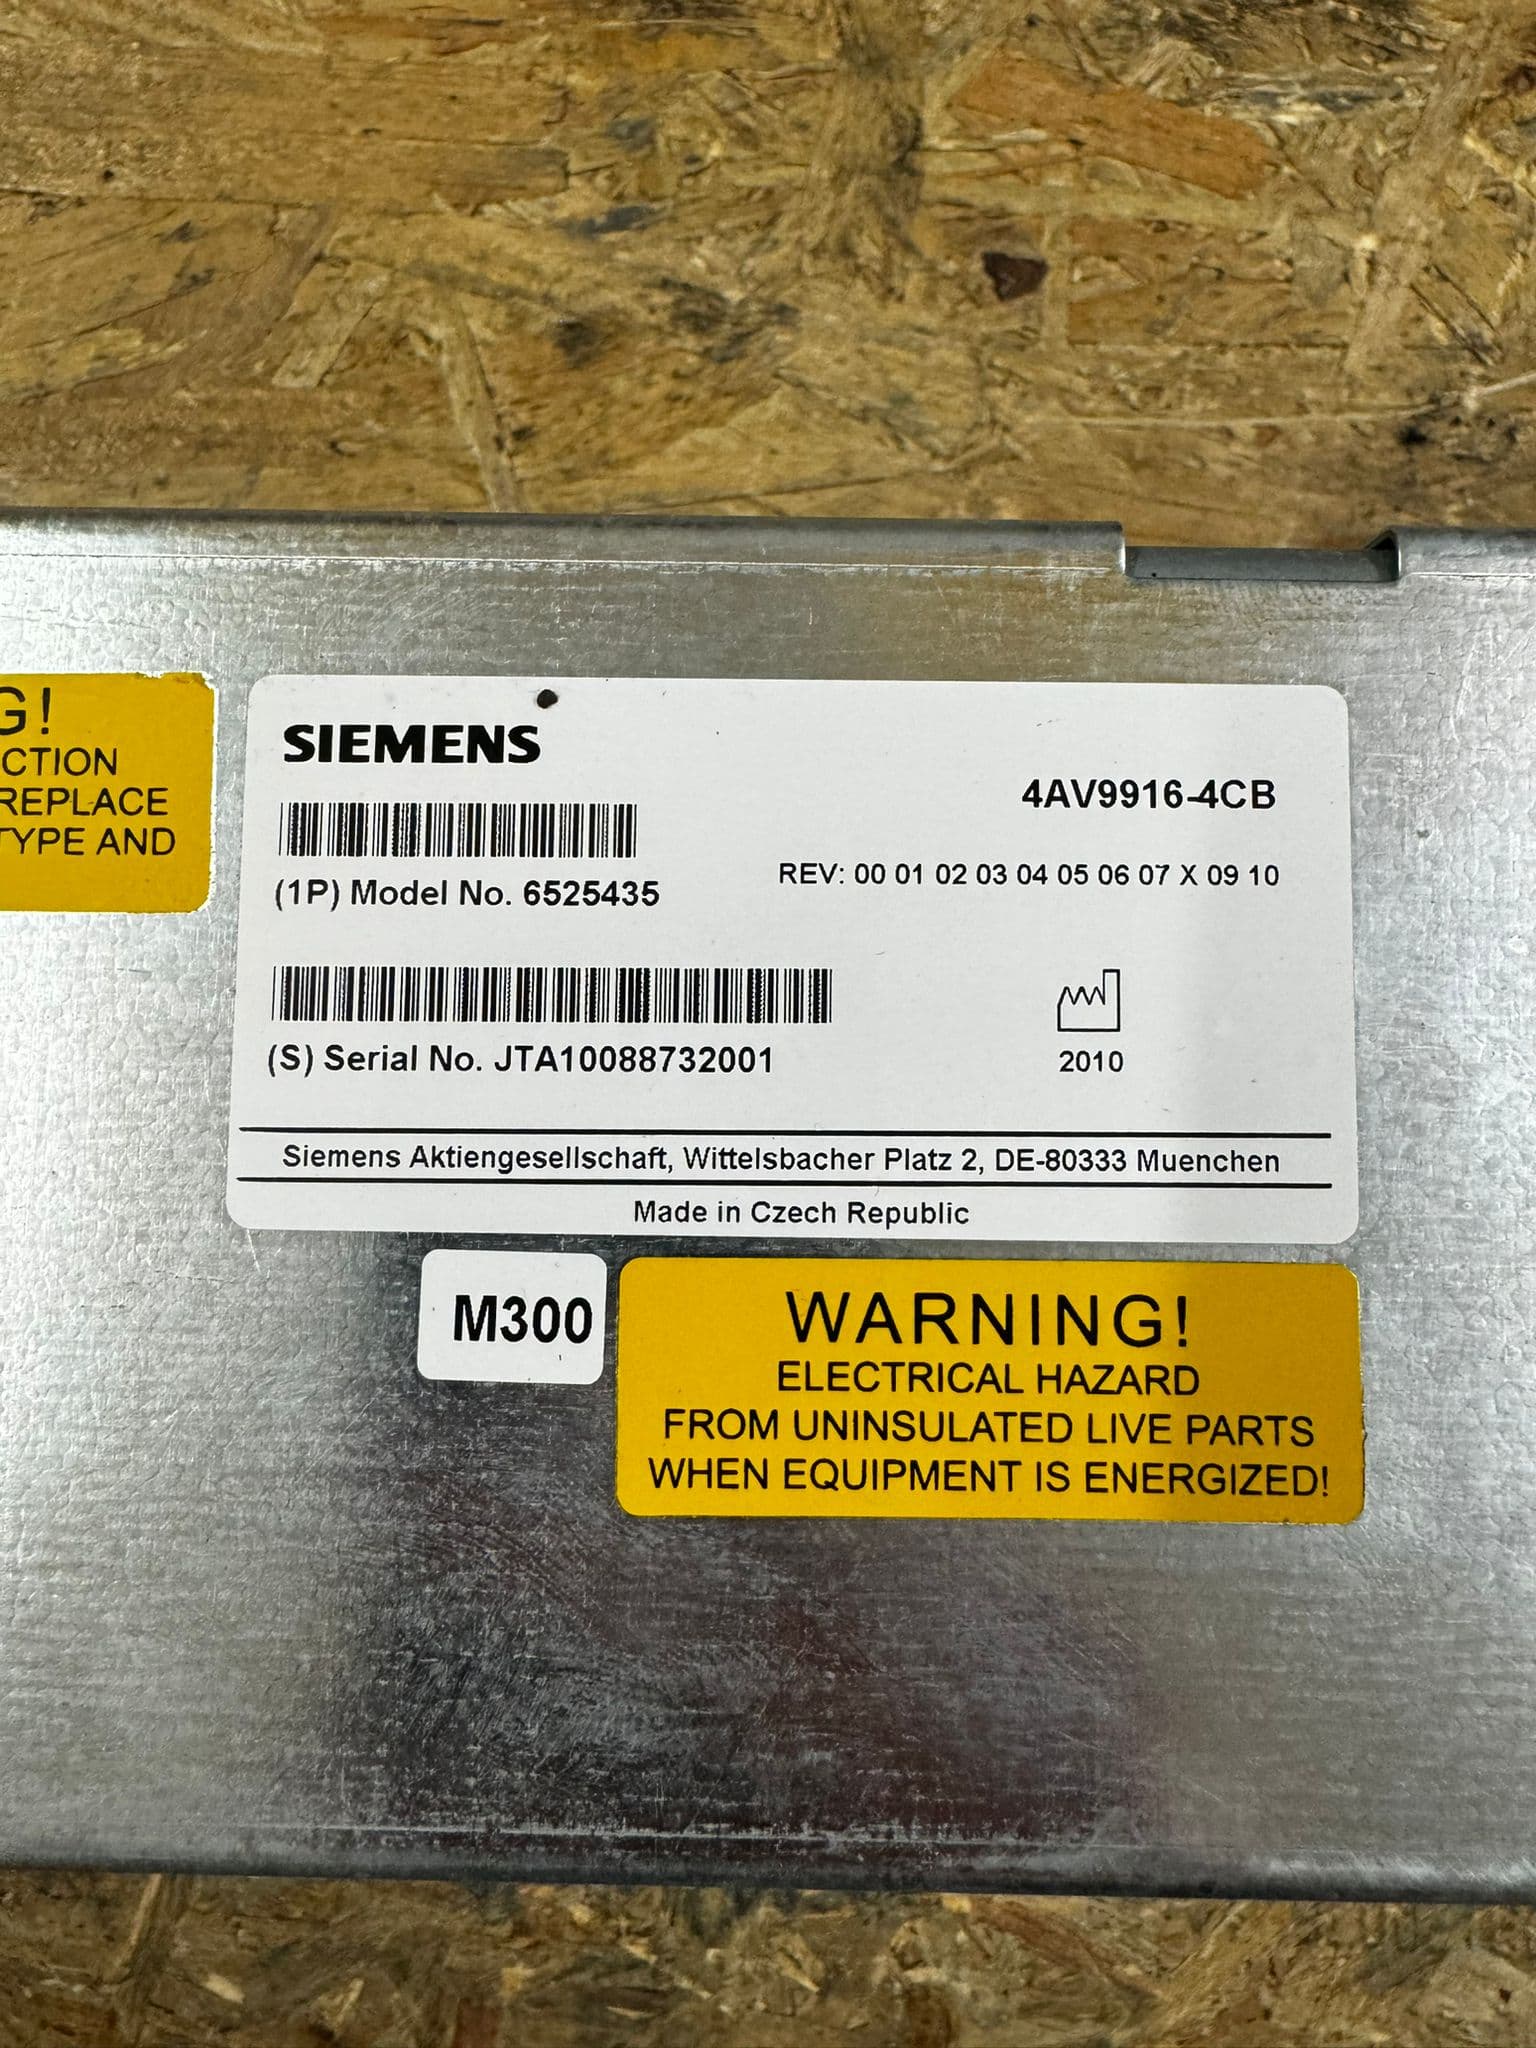 G!
CTION
REPLACE
TYPE AND
SIEMENS
4AV9916-4CB
(1P) Model No. 6525435
REV: 00 01 02 03 04 05 06 07 X 09 10
(S) Serial No. JTA10088732001
2010
Siemens Aktiengesellschaft, Wittelsbacher Platz 2, DE-80333 Muenchen
Made in Czech Republic
M300
WARNING!
ELECTRICAL HAZARD
FROM UNINSULATED LIVE PARTS
WHEN EQUIPMENT IS ENERGIZED!